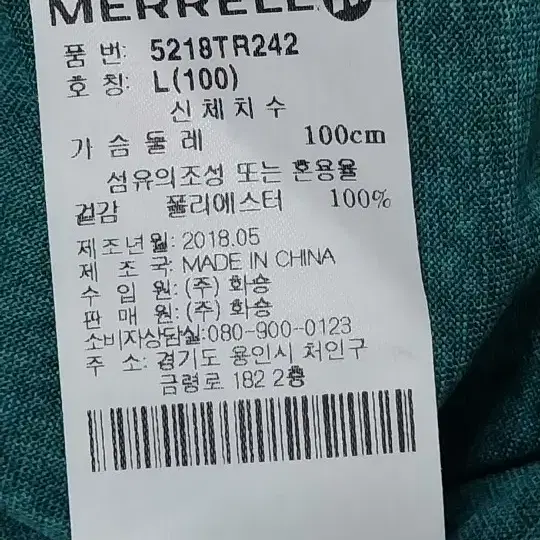 MERRELL
품 번: 5218TR242
호 칭: L(100)
신 체 치 수
가 슴 둘 레 100cm
섬유의조성 또는 혼용율
겉감 폴리에스터 100%
제조년월: 2018.05
제 조 국: MADE IN CHINA
수 입 원: (주) 화승
판 매 원: (주) 화승
소비자상담실:080-900-0123
주 소: 경기도 용인시 처인구
금령로 182 2층